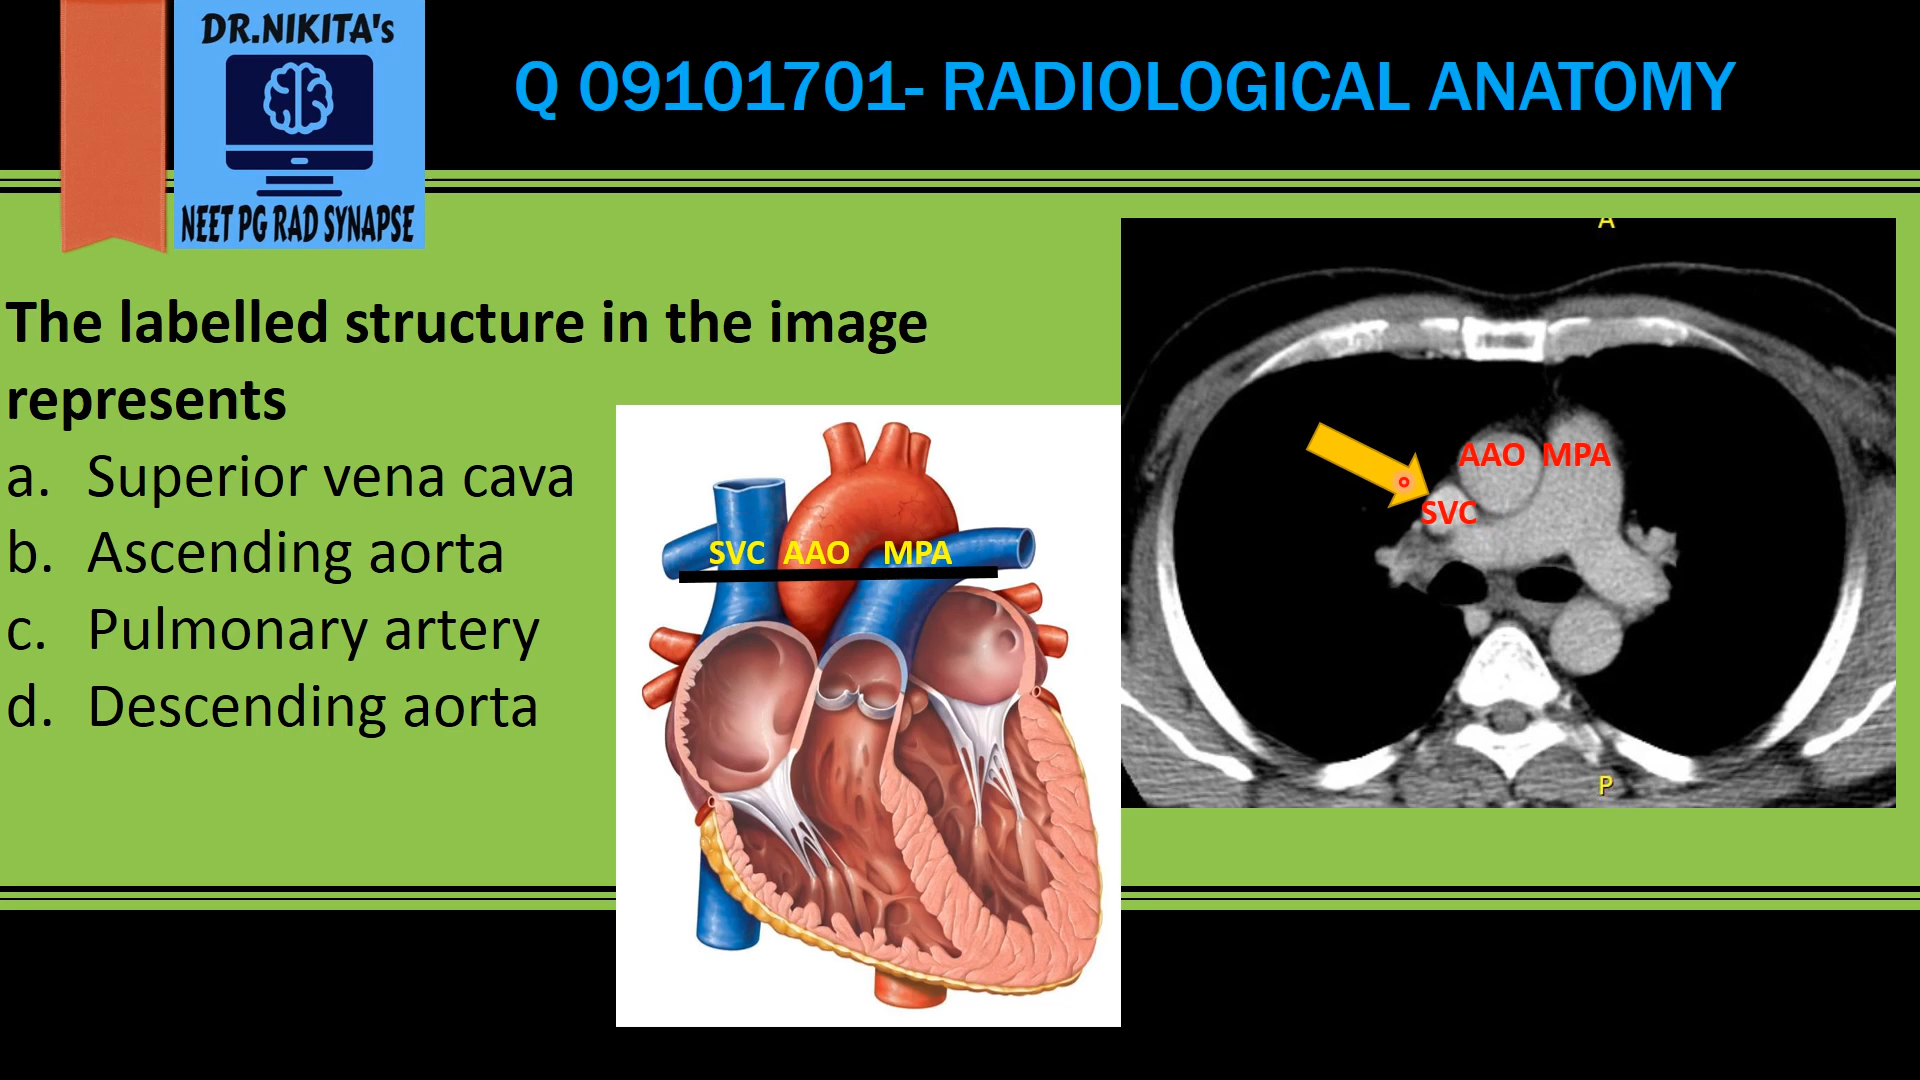 DR.NIKITA's
NEET PG RAD SYNAPSE
Q 09101701- RADIOLOGICAL ANATOMY
The labelled structure in the image
represents
a. Superior vena cava
b. Ascending aorta
c. Pulmonary artery
d. Descending aorta
SVC AAO MPA
A
AAO MPA
SVC
P